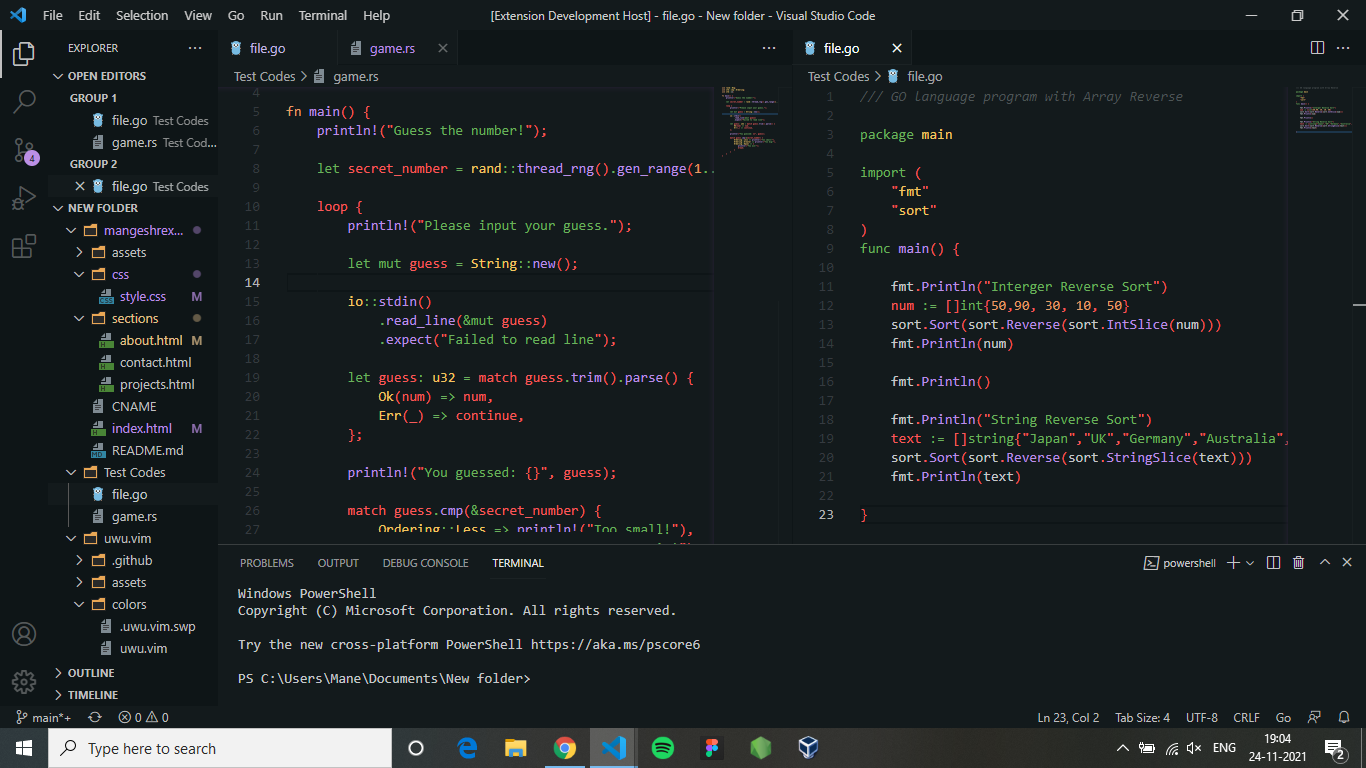 File Edit Selection View Go Run Terminal Help
[Extension Development Host] - file.go - New folder - Visual Studio Code
EXPLORER
OPEN EDITORS
GROUP 1
file.go Test Codes
game.rs Test Cod...
GROUP 2
file.go Test Codes
NEW FOLDER
mangeshrex...
assets
css
style.css M
sections
about.html M
contact.html
projects.html
CNAME
index.html M
README.md
Test Codes
file.go
game.rs
uwu.vim
.github
assets
colors
.uwu.vim.swp
uwu.vim
OUTLINE
TIMELINE
4
file.go
game.rs
Test Codes > game.rs
4
5 fn main() {
6 println!("Guess the number!");
7
8 let secret_number = rand::thread_rng().gen_range(1..
9
10 loop {
11 println!("Please input your guess.");
12
13 let mut guess = String::new();
14
15 io::stdin()
16 .read_line(&mut guess)
17 .expect("Failed to read line");
18
19 let guess: u32 = match guess.trim().parse() {
20 Ok(num) => num,
21 Err(_) => continue,
22 };
23
24 println!("You guessed: {}", guess);
25
26 match guess.cmp(&secret_number) {
27 Ordering::Less => println!("Too small!"),
file.go
Test Codes > file.go
1 /// GO language program with Array Reverse
2
3 package main
4
5 import (
6 "fmt"
7 "sort"
8 )
9 func main() {
10
11 fmt.Println("Interger Reverse Sort")
12 num := []int{50,90, 30, 10, 50}
13 sort.Sort(sort.Reverse(sort.IntSlice(num)))
14 fmt.Println(num)
15
16 fmt.Println()
17
18 fmt.Println("String Reverse Sort")
19 text := []string{"Japan","UK","Germany","Australia",
20 sort.Sort(sort.Reverse(sort.StringSlice(text)))
21 fmt.Println(text)
22
23 }
PROBLEMS OUTPUT DEBUG CONSOLE TERMINAL
powershell
Windows PowerShell
Copyright (C) Microsoft Corporation. All rights reserved.
Try the new cross-platform PowerShell https://aka.ms/pscore6
PS C:\Users\Mane\Documents\New folder>
main*+ 0 0
Ln 23, Col 2 Tab Size: 4 UTF-8 CRLF Go
Type here to search
ENG
19:04
24-11-2021
2